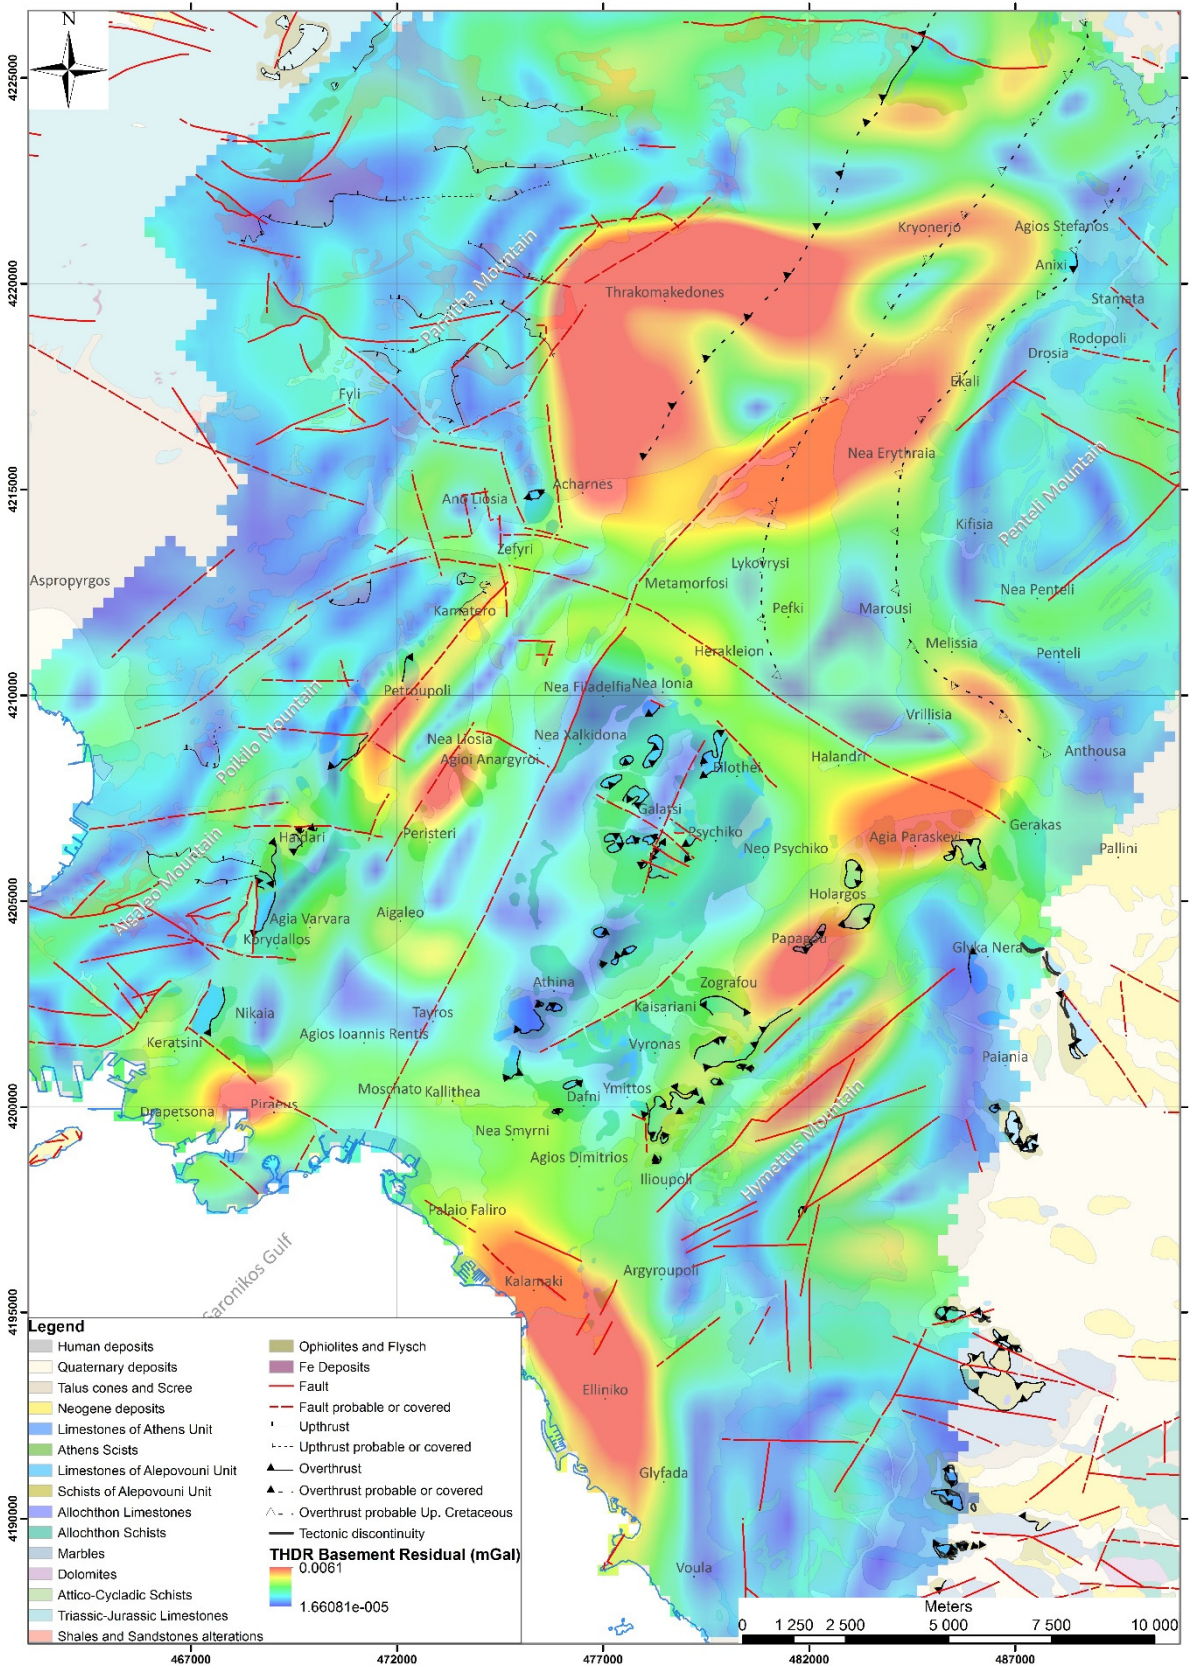 N
4225000
4220000
4215000
4210000
4205000
4200000
4195000
4190000
Kryonerio
Agios Stefanos
Anixi
Thrakomakedones
Stamata
Parnitha Mountain
Rodopoli
Drosia
Ekali
Fyli
Nea Erythraia
Acharnes
Ano Liosia
Kifisia
Penteli Mountain
Zefyri
Lykovrysi
Aspropyrgos
Metamorfosi
Nea Penteli
Kamatero
Pefki
Marousi
Herakleion
Melissia
Penteli
Petroupoli
Nea Filadelfia
Nea Ionia
Poikilo Mountain
Vrillisia
Nea Liosia
Nea Xalkidona
Anthousa
Agioi Anargyroi
Filothei
Halandri
Galatsi
Haidari
Peristeri
Psychiko
Neo Psychiko
Agia Paraskevi
Gerakas
Pallini
Aigaleo Mountain
Holargos
Agia Varvara
Aigaleo
Korydallos
Papagou
Glyka Nera
Athina
Zografou
Nikaia
Tavros
Kaisariani
Keratsini
Agios Ioannis Rentis
Vyronas
Paiania
Moschato
Kallithea
Ymittos
Dafni
Drapetsona
Piraeus
Nea Smyrni
Hymettus Mountain
Agios Dimitrios
Ilioupoli
Palaio Faliro
Saronikos Gulf
Kalamaki
Argyroupoli
Elliniko
Glyfada
Voula
Legend
Human deposits
Quaternary deposits
Talus cones and Scree
Neogene deposits
Limestones of Athens Unit
Athens Scists
Limestones of Alepovouni Unit
Schists of Alepovouni Unit
Allochthon Limestones
Allochthon Schists
Marbles
Dolomites
Attico-Cycladic Schists
Triassic-Jurassic Limestones
Shales and Sandstones alterations
Ophiolites and Flysch
Fe Deposits
Fault
Fault probable or covered
Upthrust
Upthrust probable or covered
Overthrust
Overthrust probable or covered
Overthrust probable Up. Cretaceous
Tectonic discontinuity
THDR Basement Residual (mGal)
0.0061
1.66081e-005
Meters
0 1 250 2 500 5 000 7 500 10 000
467000 472000 477000 482000 487000